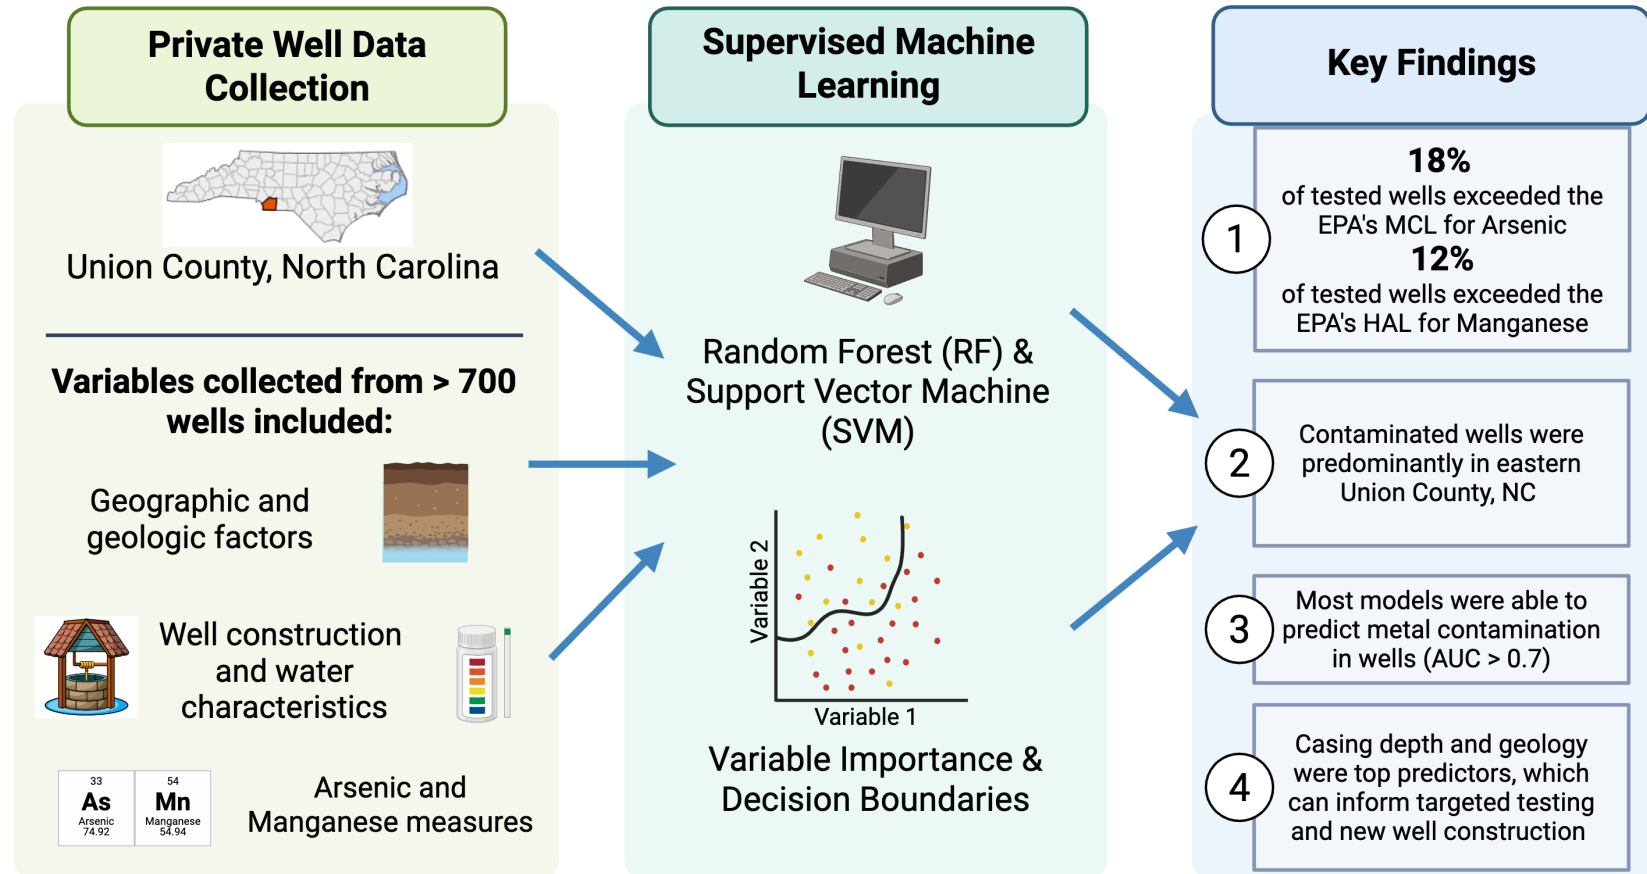 Private Well Data
Collection
Union County, North Carolina
Variables collected from > 700
wells included:
Geographic and
geologic factors
Well construction
and water
characteristics
33
As
Arsenic
74.92
54
Mn
Manganese
54.94
Arsenic and
Manganese measures
Supervised Machine
Learning
Random Forest (RF) &
Support Vector Machine
(SVM)
Variable 2
Variable 1
Variable Importance &
Decision Boundaries
Key Findings
1
18%
of tested wells exceeded the
EPA's MCL for Arsenic
12%
of tested wells exceeded the
EPA's HAL for Manganese
2
Contaminated wells were
predominantly in eastern
Union County, NC
3
Most models were able to
predict metal contamination
in wells (AUC > 0.7)
4
Casing depth and geology
were top predictors, which
can inform targeted testing
and new well construction